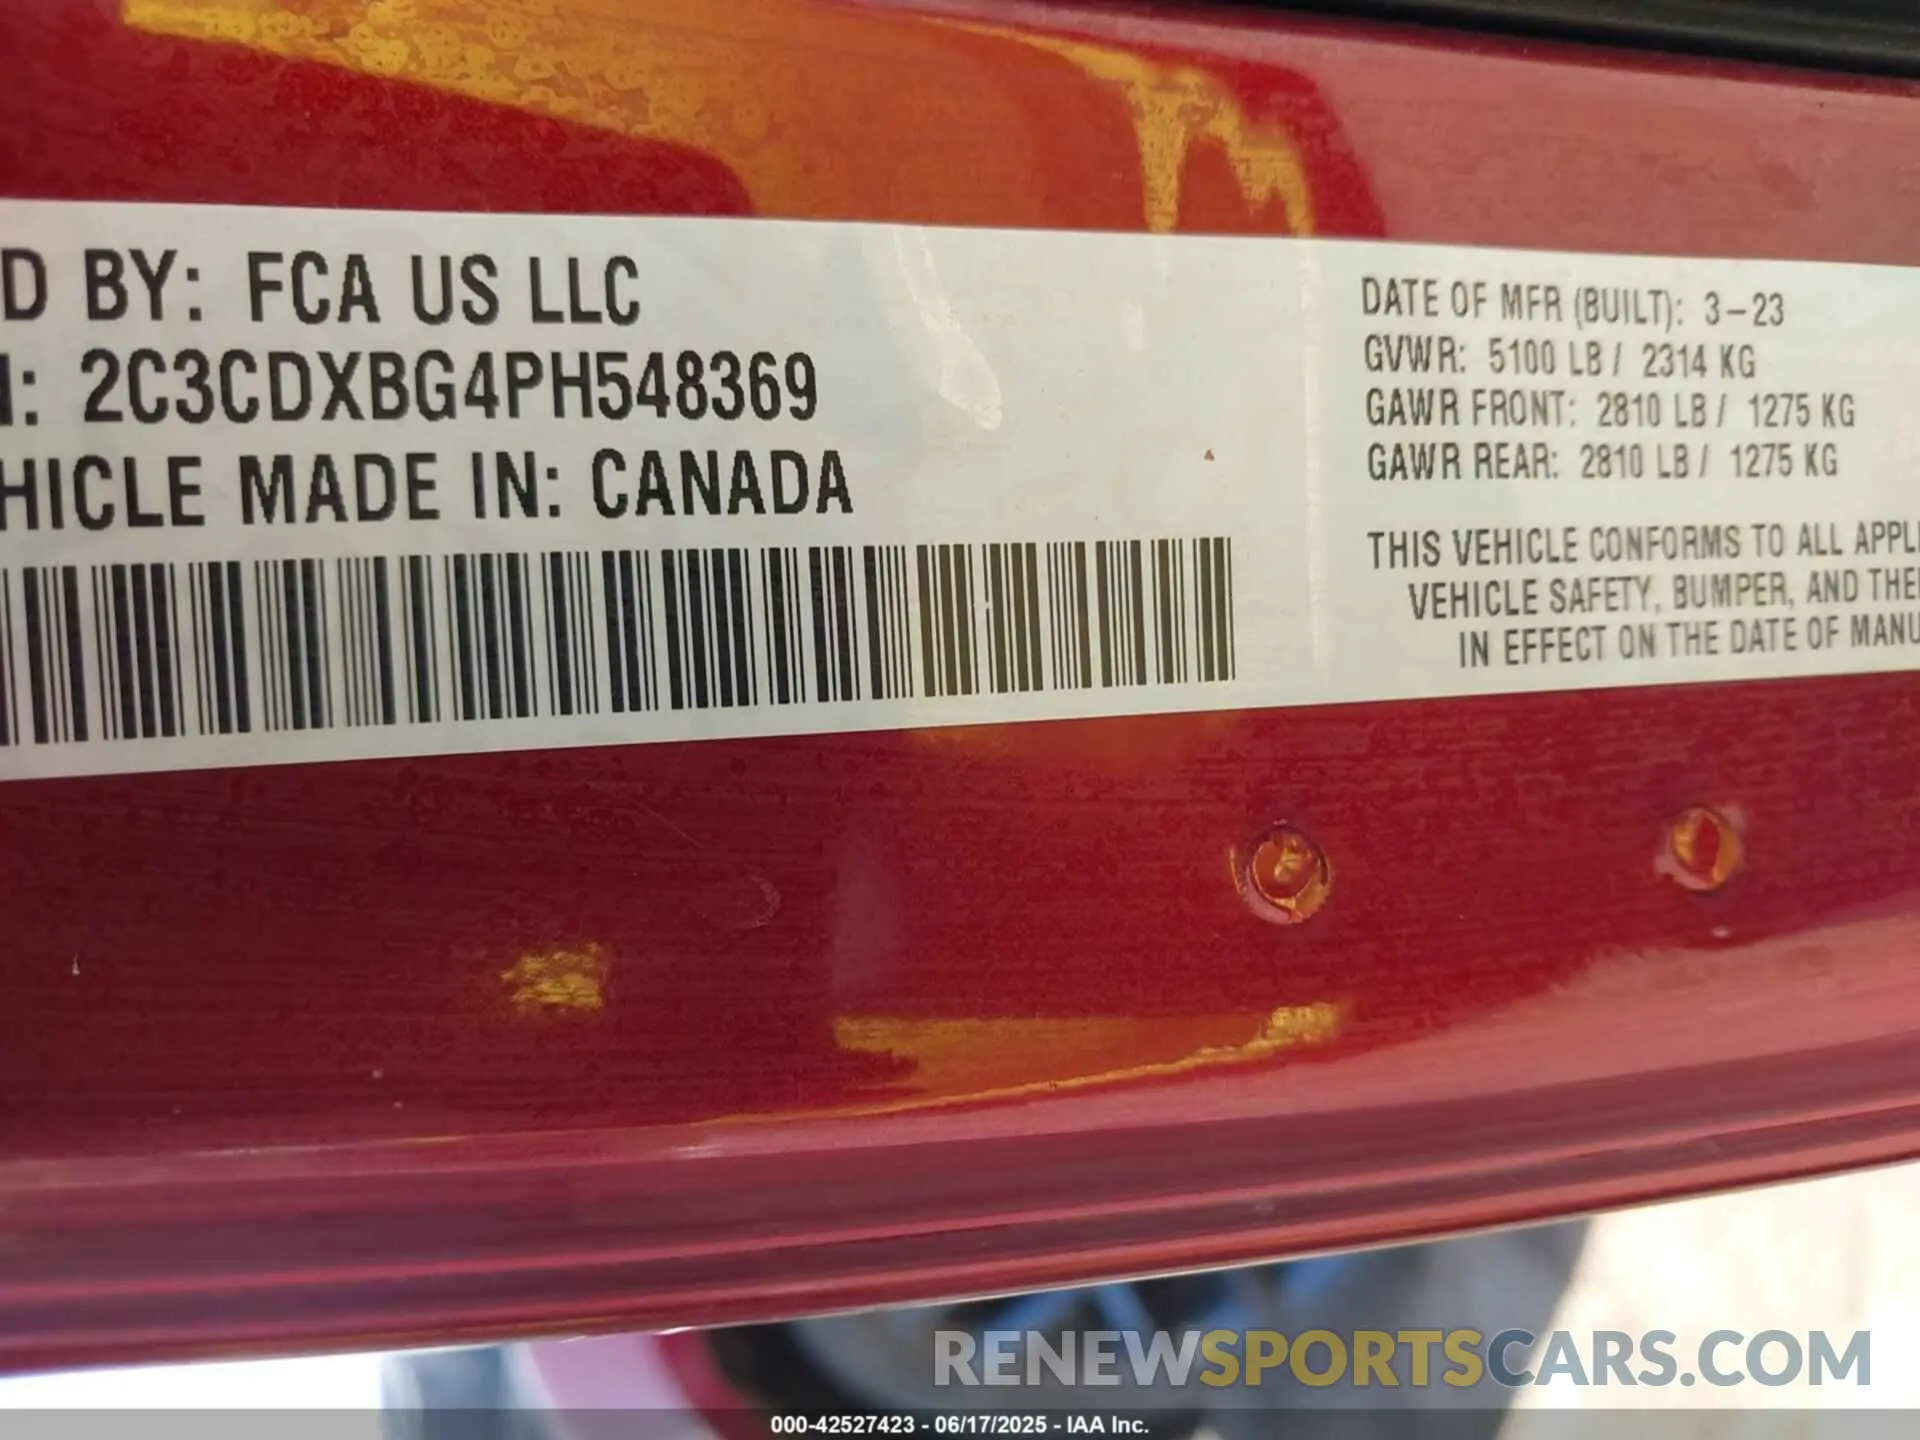 D BY: FCA US LLC
: 2C3CDXBG4PH548369
HICLE MADE IN: CANADA
DATE OF MFR (BUILT): 3-23
GVWR: 5100 LB / 2314 KG
GAWR FRONT: 2810 LB / 1275 KG
GAWR REAR: 2810 LB / 1275 KG
THIS VEHICLE CONFORMS TO ALL APPLI
VEHICLE SAFETY, BUMPER, AND THE
IN EFFECT ON THE DATE OF MANU
RENEWSPORTSCARS.COM
000-42527423 - 06/17/2025 - IAA Inc.